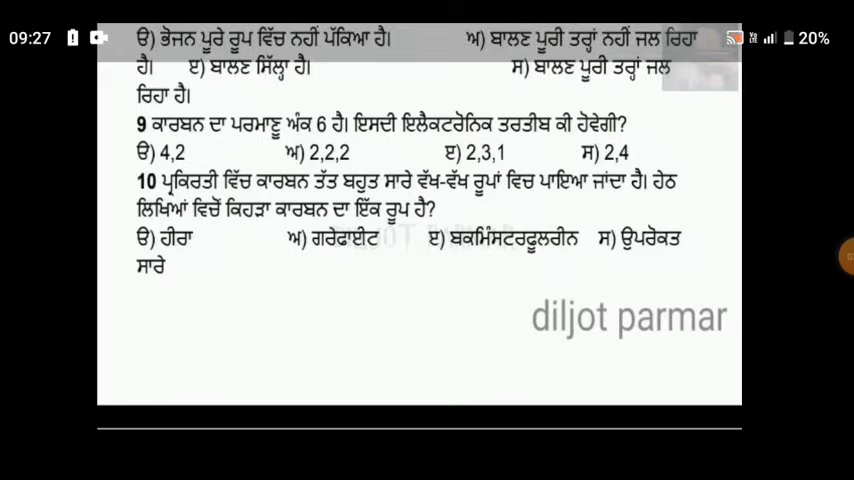 09:27
20%
ੳ) ਭੋਜਨ ਪੂਰੇ ਰੂਪ ਵਿੱਚ ਨਹੀਂ ਪੱਕਿਆ ਹੈ। ਅ) ਬਾਲਣ ਪੂਰੀ ਤਰ੍ਹਾਂ ਨਹੀਂ ਜਲ ਰਿਹਾ
ਹੈ। ੲ) ਬਾਲਣ ਸਿੱਲ੍ਹਾ ਹੈ। ਸ) ਬਾਲਣ ਪੂਰੀ ਤਰ੍ਹਾਂ ਜਲ
ਰਿਹਾ ਹੈ।
9 ਕਾਰਬਨ ਦਾ ਪਰਮਾਣੂ ਅੰਕ 6 ਹੈ। ਇਸਦੀ ਇਲੈਕਟਰੋਨਿਕ ਤਰਤੀਬ ਕੀ ਹੋਵੇਗੀ?
ੳ) 4,2 ਅ) 2,2,2 ੲ) 2,3,1 ਸ) 2,4
10 ਪ੍ਰਕਿਰਤੀ ਵਿੱਚ ਕਾਰਬਨ ਤੱਤ ਬਹੁਤ ਸਾਰੇ ਵੱਖ-ਵੱਖ ਰੂਪਾਂ ਵਿਚ ਪਾਇਆ ਜਾਂਦਾ ਹੈ। ਹੇਠ
ਲਿਖਿਆਂ ਵਿਚੋਂ ਕਿਹੜਾ ਕਾਰਬਨ ਦਾ ਇੱਕ ਰੂਪ ਹੈ?
ੳ) ਹੀਰਾ ਅ) ਗਰੇਫਾਈਟ ੲ) ਬਕਮਿੰਸਟਰਫੂਲਰੀਨ ਸ) ਉਪਰੋਕਤ
ਸਾਰੇ
diljot parmar